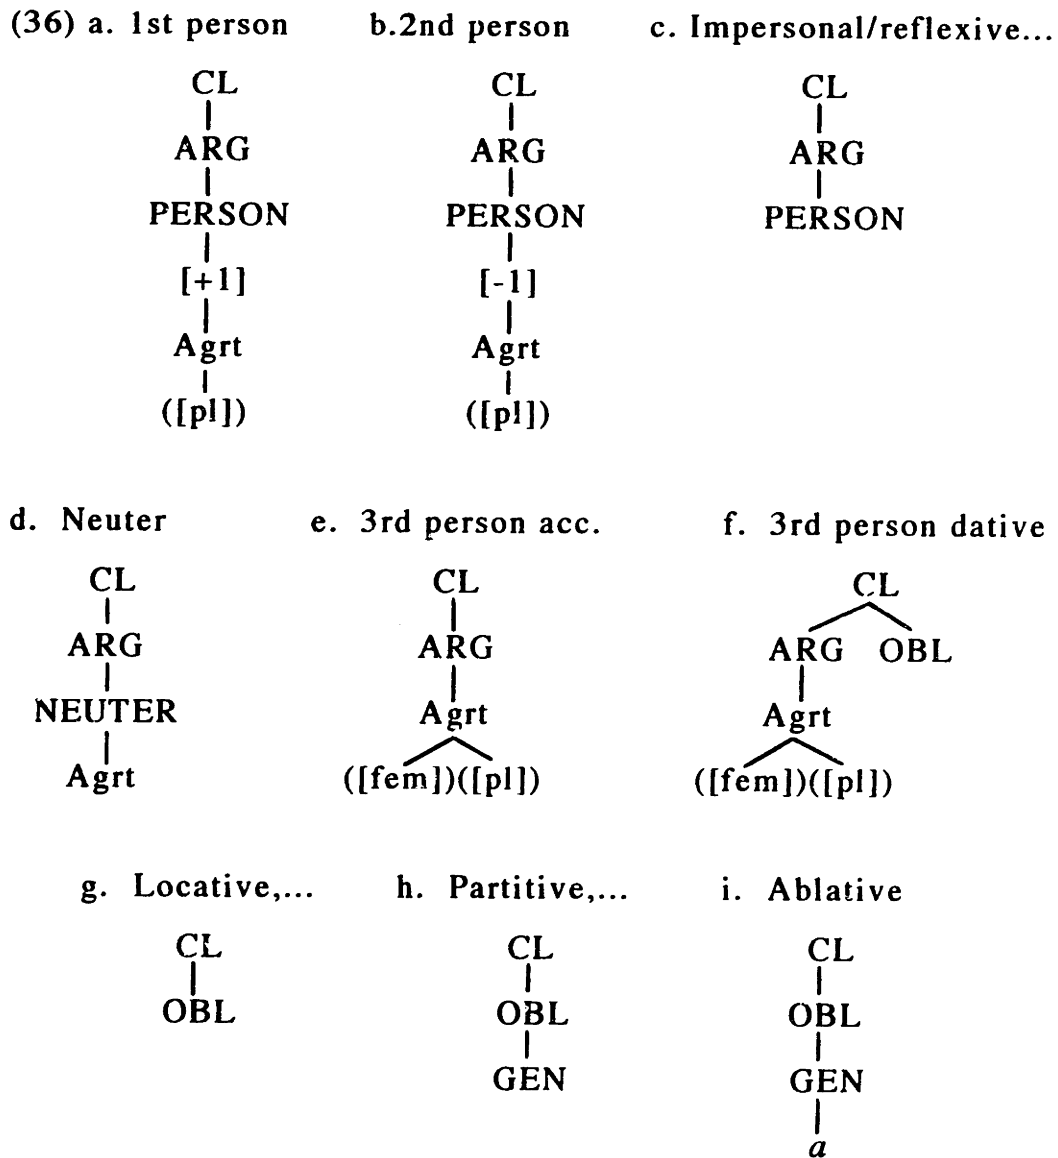 (36) a. 1st person b.2nd person c. Impersonal/reflexive...
CL CL CL
ARG ARG ARG
PERSON PERSON PERSON
[+1] [-1]
Agrt Agrt
([pl]) ([pl])
d. Neuter e. 3rd person acc. f. 3rd person dative
CL CL CL
ARG ARG ARG OBL
NEUTER Agrt Agrt
Agrt ([fem])([pl]) ([fem])([pl])
g. Locative,... h. Partitive,... i. Ablative
CL CL CL
OBL OBL OBL
GEN GEN
a